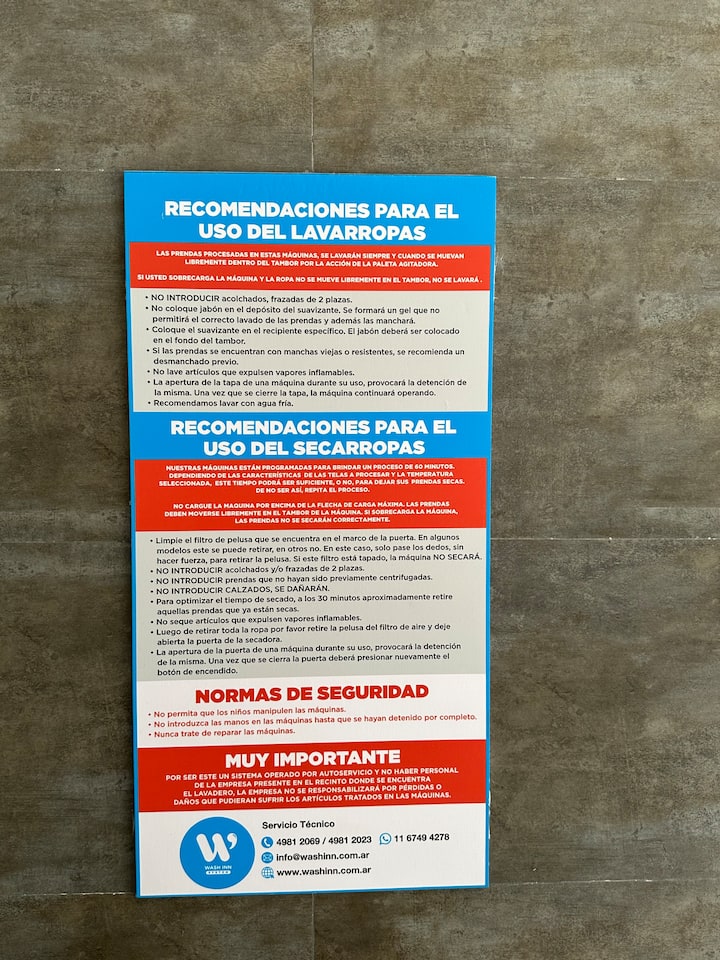 RECOMENDACIONES PARA EL
USO DEL LAVARROPAS
LAS PRENDAS PROCESADAS EN ESTAS MÁQUINAS, SE LAVARÁN SIEMPRE Y CUANDO SE MUEVAN
LIBREMENTE DENTRO DEL TAMBOR POR LA ACCIÓN DE LA PALETA AGITADORA.
SI USTED SOBRECARGA LA MÁQUINA Y LA ROPA NO SE MUEVE LIBREMENTE EN EL TAMBOR, NO SE LAVARÁ .
• NO INTRODUCIR acolchados, frazadas de 2 plazas.
• No coloque jabón en el depósito del suavizante. Se formará un gel que no
permitirá el correcto lavado de las prendas y además las manchará.
• Coloque el suavizante en el recipiente específico. El jabón deberá ser colocado
en el fondo del tambor.
• Si las prendas se encuentran con manchas viejas o resistentes, se recomienda un
desmanchado previo.
• No lave artículos que expulsen vapores inflamables.
• La apertura de la tapa de una máquina durante su uso, provocará la detención de
la misma. Una vez que se cierre la tapa, la máquina continuará operando.
• Recomendamos lavar con agua fría.
RECOMENDACIONES PARA EL
USO DEL SECARROPAS
NUESTRAS MÁQUINAS ESTÁN PROGRAMADAS PARA BRINDAR UN PROCESO DE 60 MINUTOS.
DEPENDIENDO DE LAS CARACTERÍSTICAS DE LAS TELAS A PROCESAR Y LA TEMPERATURA
SELECCIONADA, ESTE TIEMPO PODRÁ SER SUFICIENTE, O NO, PARA DEJAR SUS PRENDAS SECAS.
DE NO SER ASÍ, REPITA EL PROCESO.
NO CARGUE LA MAQUINA POR ENCIMA DE LA FLECHA DE CARGA MÁXIMA. LAS PRENDAS
DEBEN MOVERSE LIBREMENTE EN EL TAMBOR DE LA MÁQUINA. SI SOBRECARGA LA MÁQUINA,
LAS PRENDAS NO SE SECARÁN CORRECTAMENTE.
• Limpie el filtro de pelusa que se encuentra en el marco de la puerta. En algunos
modelos este se puede retirar, en otros no. En este caso, solo pase los dedos, sin
hacer fuerza, para retirar la pelusa. Si este filtro está tapado, la máquina NO SECARÁ.
• NO INTRODUCIR acolchados y/o frazadas de 2 plazas.
• NO INTRODUCIR prendas que no hayan sido previamente centrifugadas.
• NO INTRODUCIR CALZADOS, SE DAÑARÁN.
• Para optimizar el tiempo de secado, a los 30 minutos aproximadamente retire
aquellas prendas que ya están secas.
• No seque artículos que expulsen vapores inflamables.
• Luego de retirar toda la ropa por favor retire la pelusa del filtro de aire y deje
abierta la puerta de la secadora.
• La apertura de la puerta de una máquina durante su uso, provocará la detención
de la misma. Una vez que se cierra la puerta deberá presionar nuevamente el
botón de encendido.
NORMAS DE SEGURIDAD
• No permita que los niños manipulen las máquinas.
• No introduzca las manos en las máquinas hasta que se hayan detenido por completo.
• Nunca trate de reparar las máquinas.
MUY IMPORTANTE
POR SER ESTE UN SISTEMA OPERADO POR AUTOSERVICIO Y NO HABER PERSONAL
DE LA EMPRESA PRESENTE EN EL RECINTO DONDE SE ENCUENTRA
EL LAVADERO, LA EMPRESA NO SE RESPONSABILIZARÁ POR PÉRDIDAS O
DAÑOS QUE PUDIERAN SUFRIR LOS ARTÍCULOS TRATADOS EN LAS MÁQUINAS.
W
WASH INN
SYSTEM
Servicio Técnico
4981 2069 / 4981 2023 11 6749 4278
info@washinn.com.ar
www.washinn.com.ar